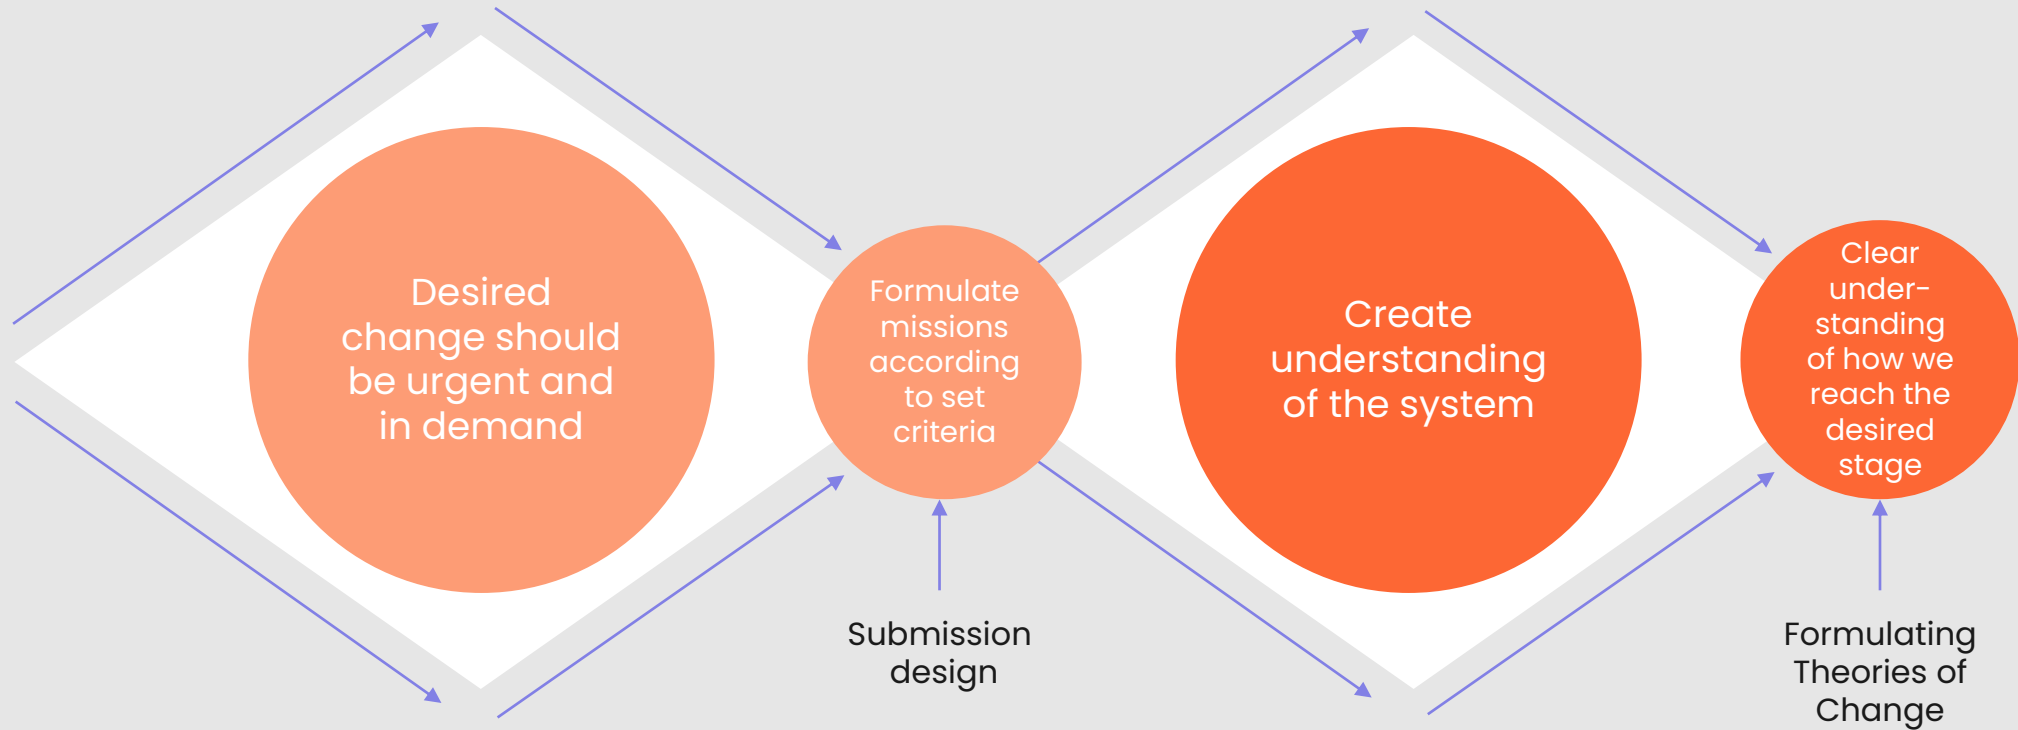 Desired
change should
be urgent and
in demand
Formulate
missions
according
to set
criteria
Submission
design
Create
understanding
of the system
Clear
under-
standing
of how we
reach the
desired
stage
Formulating
Theories of
Change